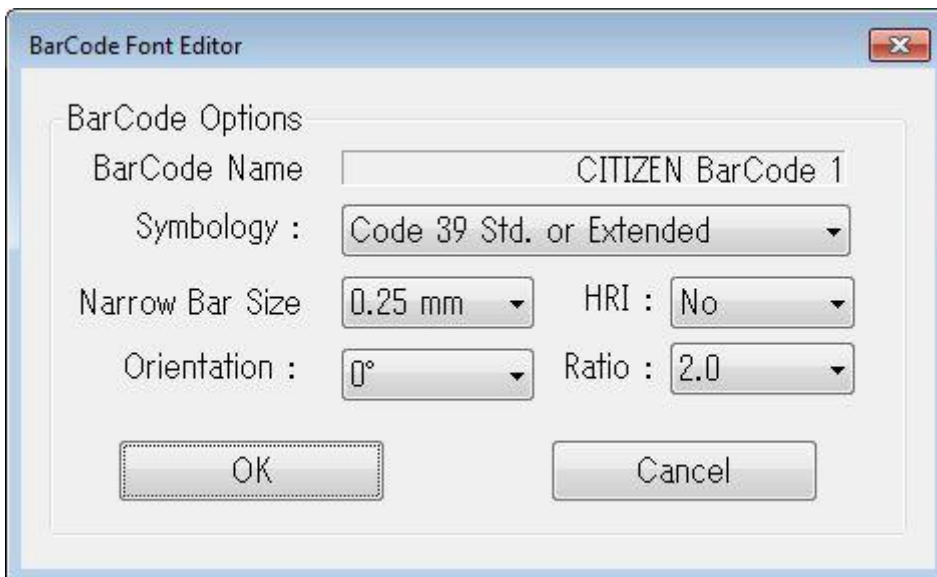 BarCode Font Editor
BarCode Options
BarCode Name CITIZEN BarCode 1
Symbology : Code 39 Std. or Extended
Narrow Bar Size 0.25 mm HRI : No
Orientation : 0° Ratio : 2.0
OK Cancel